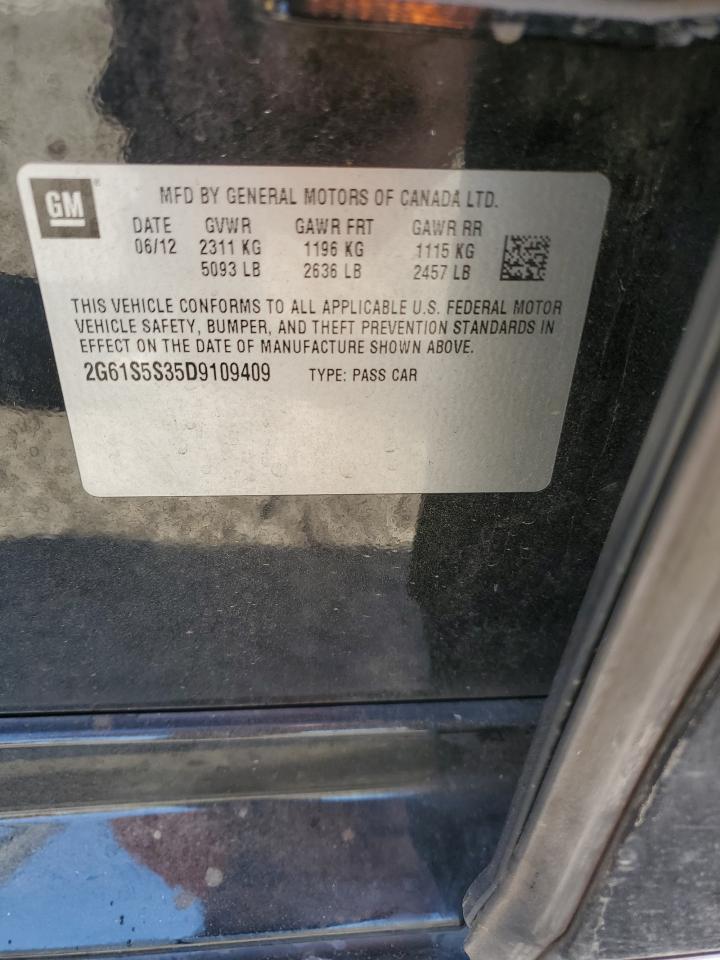 GM
MFD BY GENERAL MOTORS OF CANADA LTD.
DATE GVWR GAWR FRT GAWR RR
06/12 2311 KG 1196 KG 1115 KG
5093 LB 2636 LB 2457 LB
THIS VEHICLE CONFORMS TO ALL APPLICABLE U.S. FEDERAL MOTOR
VEHICLE SAFETY, BUMPER, AND THEFT PREVENTION STANDARDS IN
EFFECT ON THE DATE OF MANUFACTURE SHOWN ABOVE.
2G61S5S35D9109409 TYPE: PASS CAR